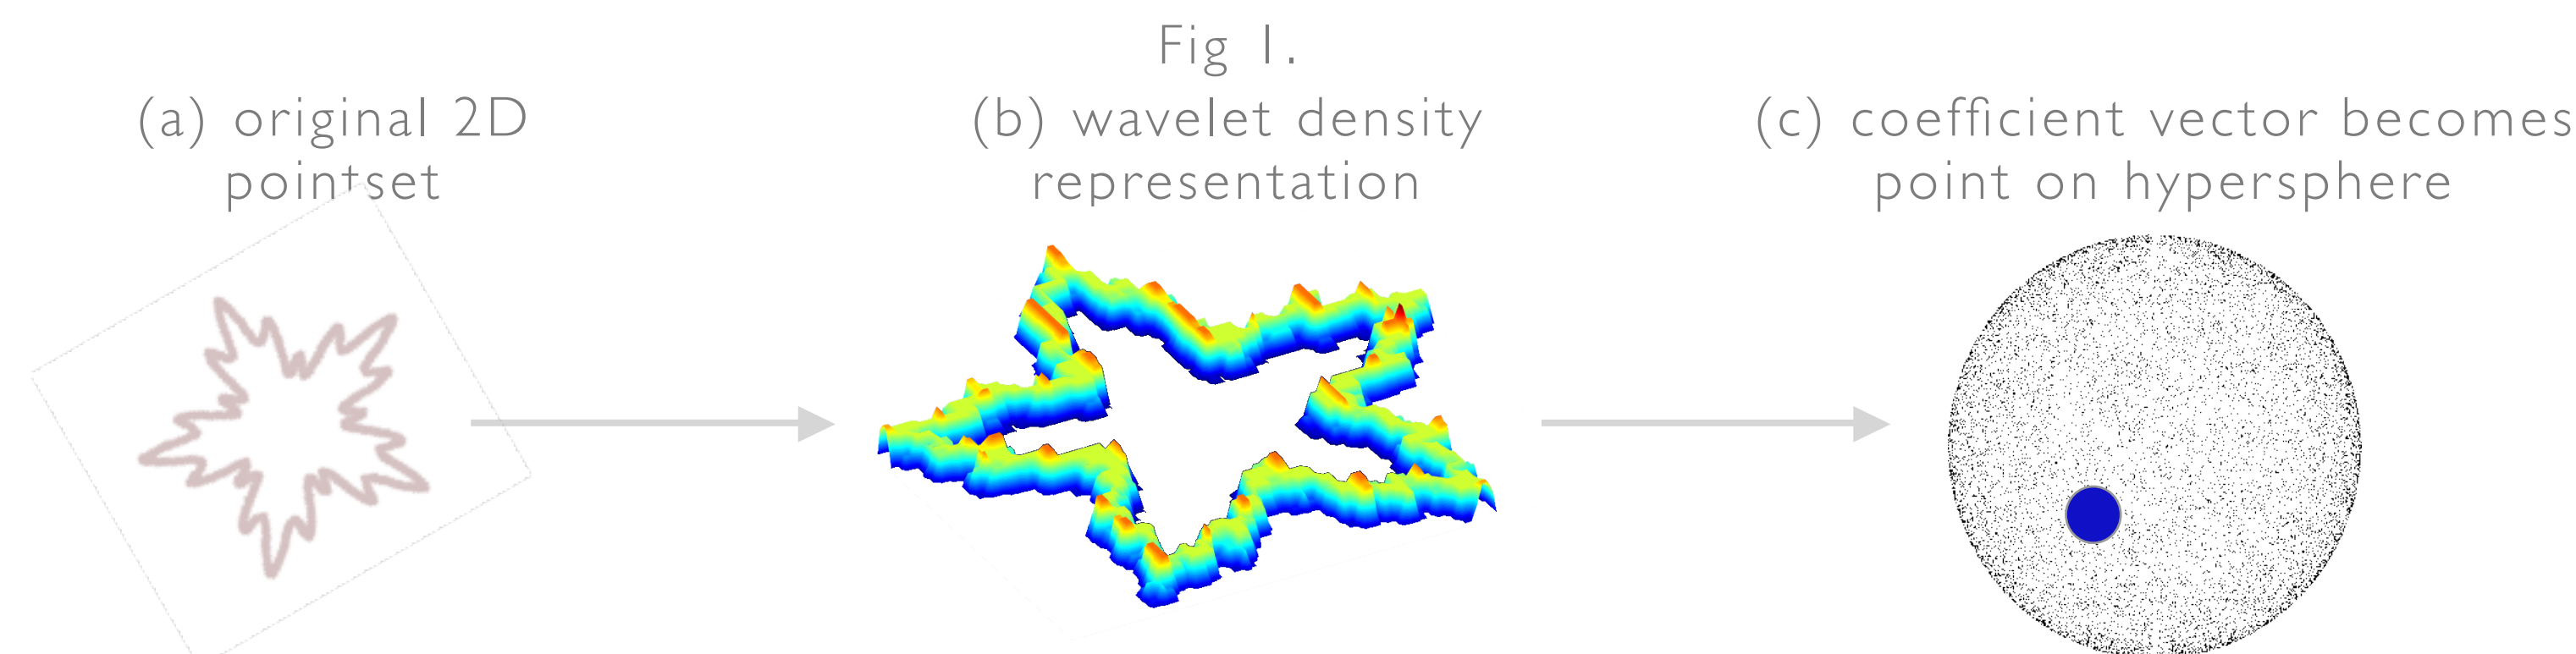 Fig 1.
(a) original 2D
pointset
(b) wavelet density
representation
(c) coefficient vector becomes
point on hypersphere